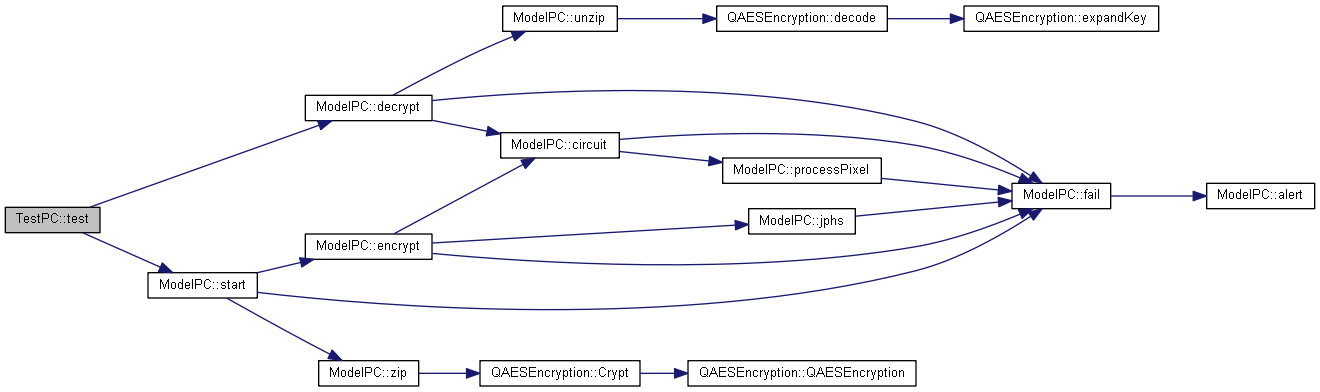 ModelPC::unzip
QAESEncryption::decode
QAESEncryption::expandKey
ModelPC::decrypt
ModelPC::circuit
ModelPC::processPixel
ModelPC::fail
ModelPC::alert
TestPC::test
ModelPC::jphs
ModelPC::encrypt
ModelPC::start
ModelPC::zip
QAESEncryption::Crypt
QAESEncryption::QAESEncryption